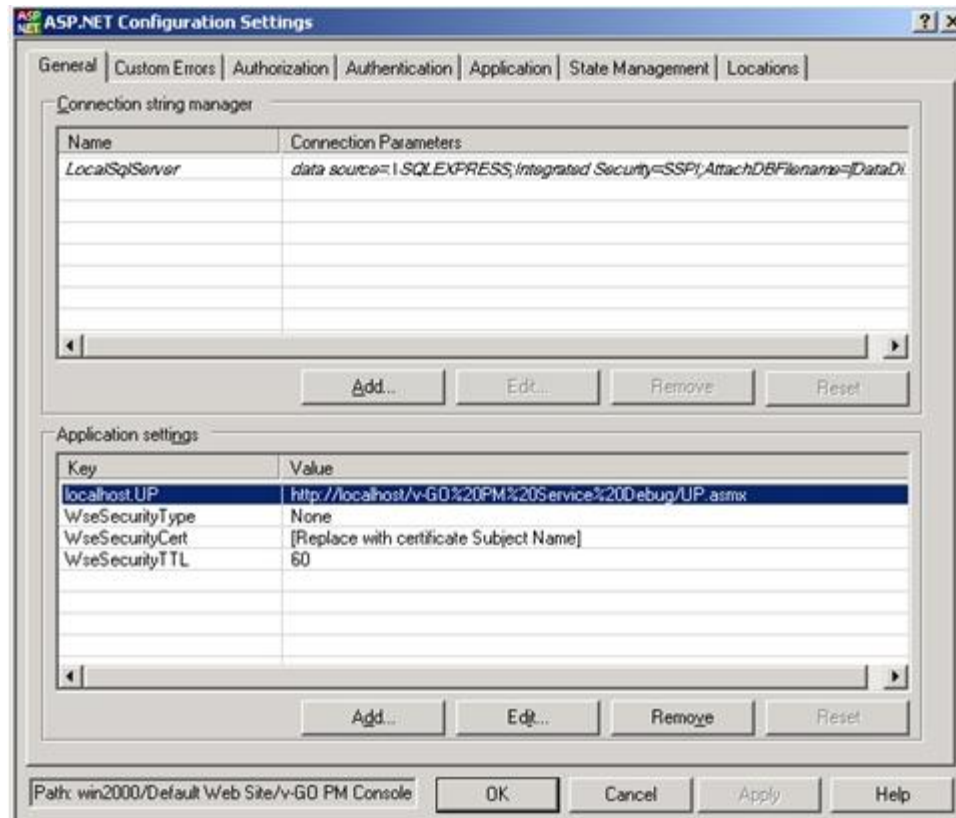 ASP.NET Configuration Settings
General Custom Errors Authorization Authentication Application State Management Locations
Connection string manager
Name Connection Parameters
LocalSqlServer data source=.\SQLEXPRESS;Integrated Security=SSPI;AttachDBFilename=|DataDi
Add... Edit... Remove Reset
Application settings
Key Value
localhost.UP http://localhost/v-GO%20PM%20Service%20Debug/UP.asmx
WseSecurityType None
WseSecurityCert [Replace with certificate Subject Name]
WseSecurityTTL 60
Add... Edit... Remove Reset
Path: win2000/Default Web Site/v-GO PM Console OK Cancel Apply Help